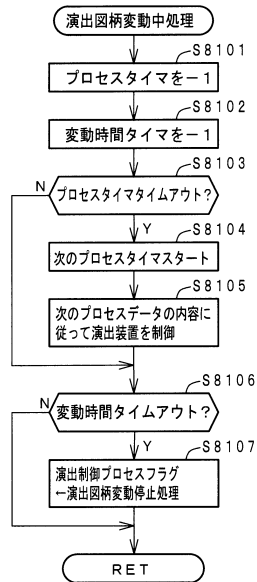 演出図柄変動中処理
S8101
プロセスタイマを－1
S8102
変動時間タイマを－1
S8103
プロセスタイマタイムアウト？
N
Y
S8104
次のプロセスタイマスタート
S8105
次のプロセスデータの内容に
従って演出装置を制御
S8106
変動時間タイムアウト？
N
Y
S8107
演出制御プロセスフラグ
←演出図柄変動停止処理
RET